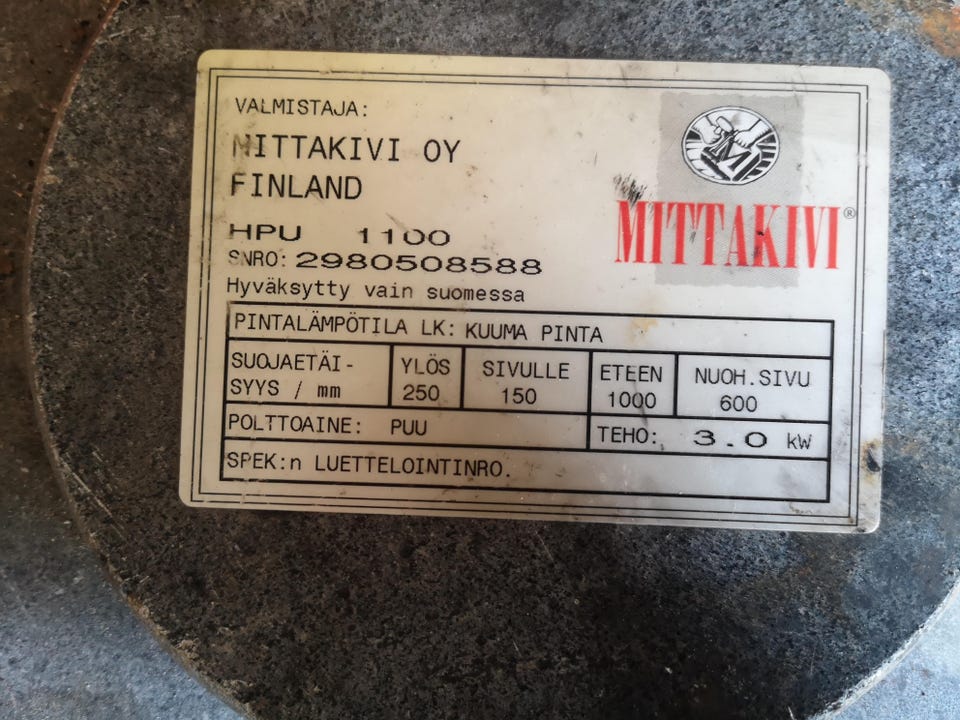 VALMISTAJA:
MITTAKIVI OY
FINLAND
M
MITTAKIVI®
HPU 1100
SNRO: 2980508588
Hyväksytty vain suomessa
PINTALÄMPÖTILA LK: KUUMA PINTA
SUOJAETÄI-
SYYS / mm
YLÖS
250
SIVULLE
150
ETEEN
1000
NUOH.SIVU
600
POLTTOAINE: PUU
TEHO: 3.0 kW
SPEK:n LUETTELOINTINRO.